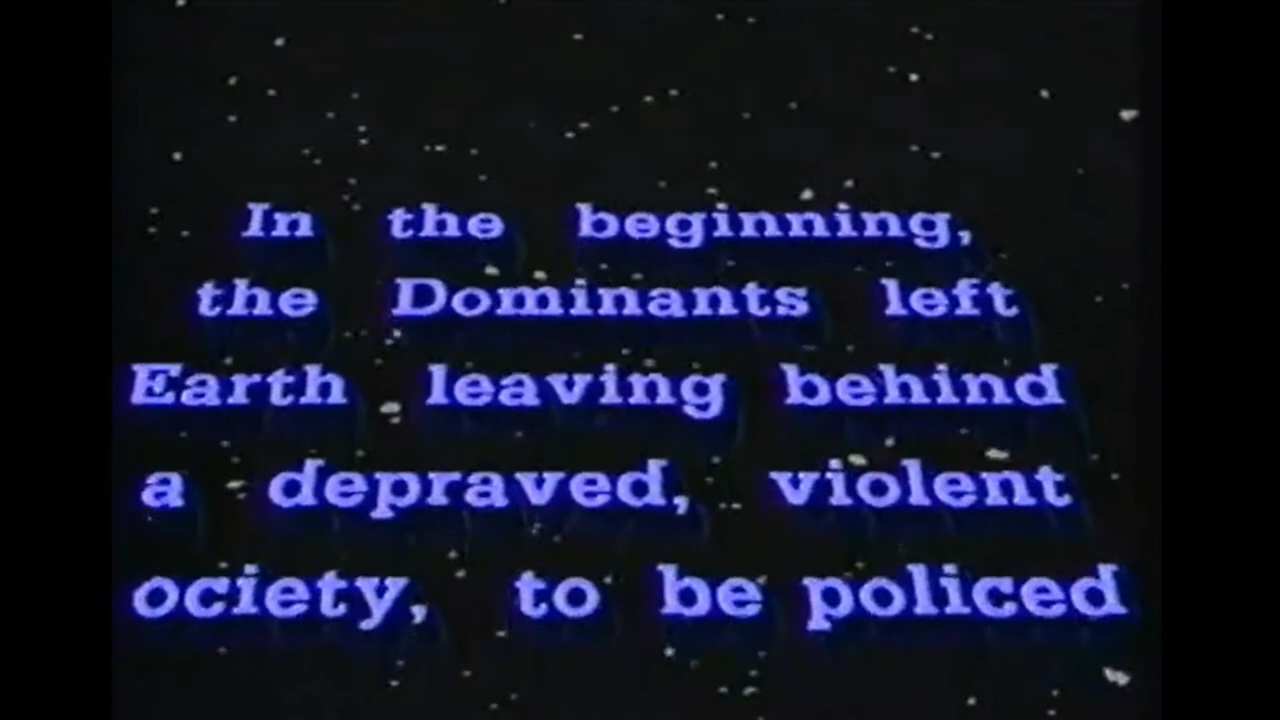 In the beginning,
the Dominants left
Earth leaving behind
a depraved, violent
ociety, to be policed